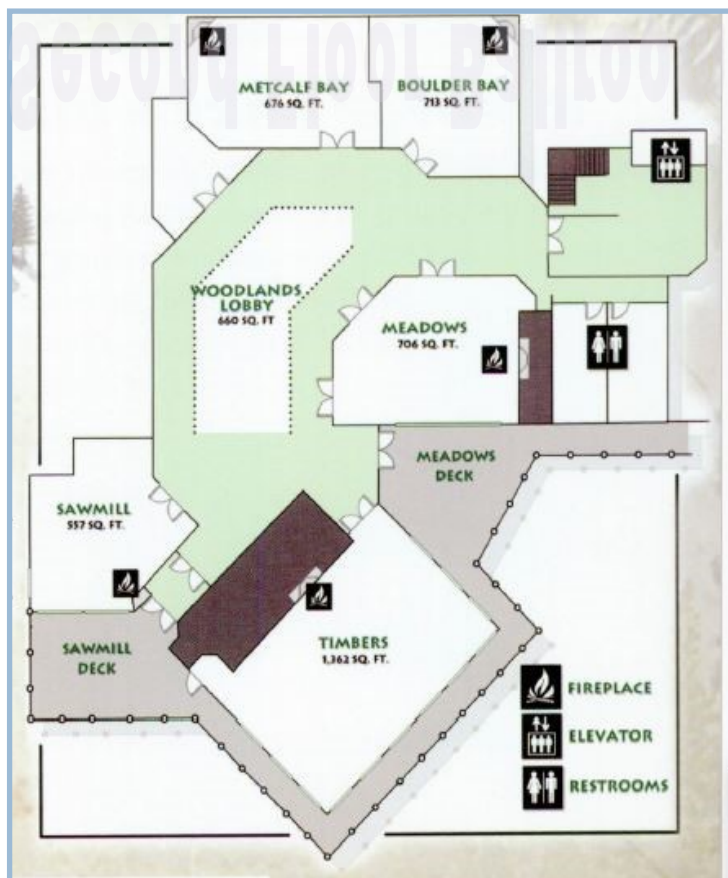 METCALF BAY
676 SQ. FT.
BOULDER BAY
713 SQ. FT.
WOODLANDS
LOBBY
660 SQ. FT
MEADOWS
706 SQ. FT.
MEADOWS
DECK
SAWMILL
557 SQ. FT.
SAWMILL
DECK
TIMBERS
1,362 SQ. FT.
FIREPLACE
ELEVATOR
RESTROOMS